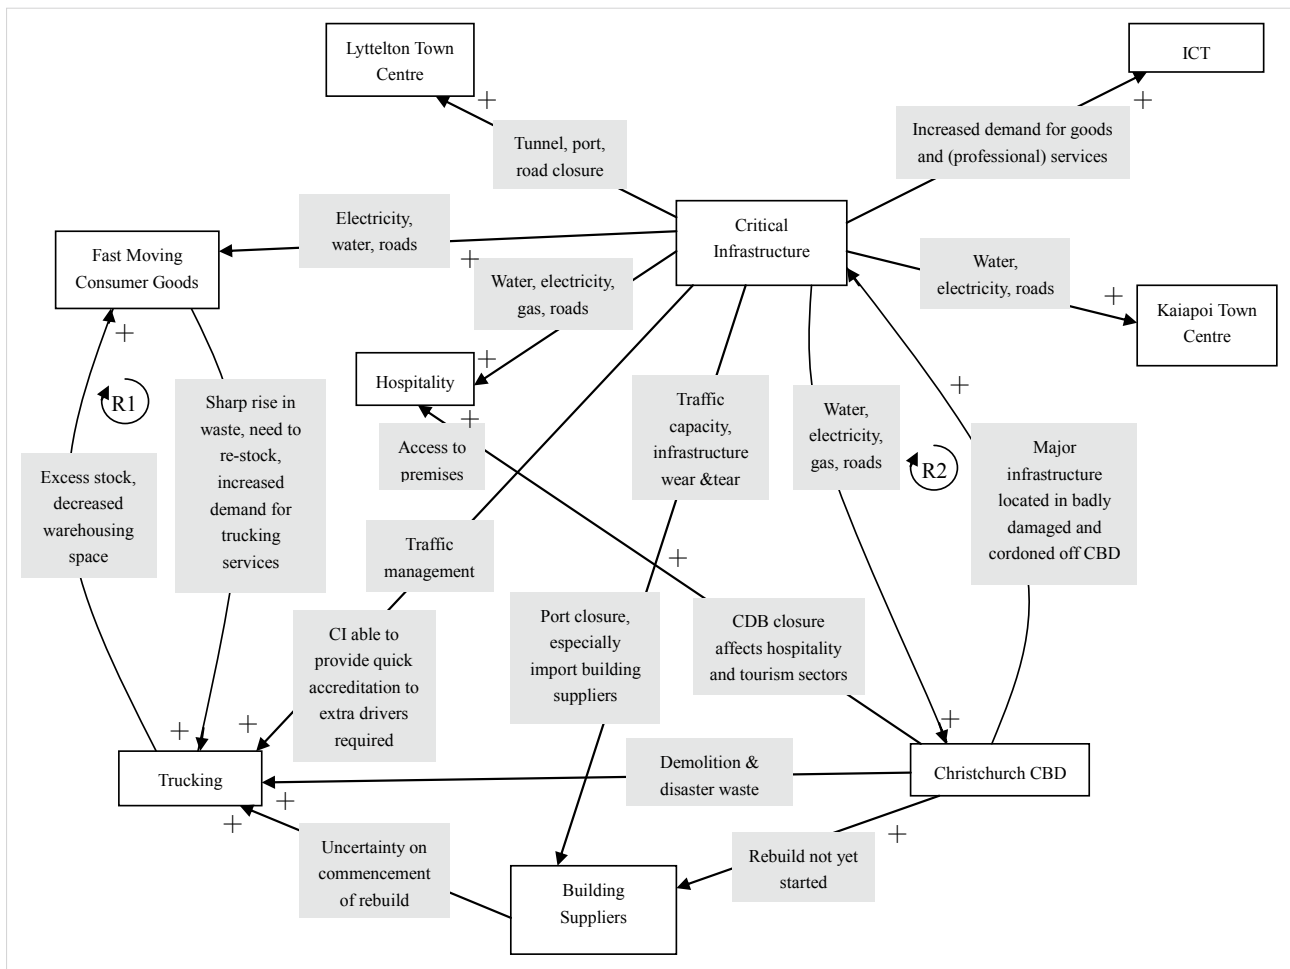 Lyttelton Town
Centre
ICT
+
+
Tunnel, port,
road closure
Increased demand for goods
and (professional) services
Electricity,
water, roads
Critical
Infrastructure
Fast Moving
Consumer Goods
+
Water, electricity,
gas, roads
Water,
electricity, roads
+
Kaiapoi Town
Centre
+
R1
Hospitality
+
+
Access to
premises
Sharp rise in
waste, need to
re-stock,
increased
demand for
trucking
services
Traffic
capacity,
infrastructure
wear &tear
Water,
electricity,
gas, roads
+
R2
Major
infrastructure
located in badly
damaged and
cordoned off CBD
Excess stock,
decreased
warehousing
space
Traffic
management
+
CI able to
provide quick
accreditation to
extra drivers
required
Port closure,
especially
import building
suppliers
CDB closure
affects hospitality
and tourism sectors
+
+
+
Trucking
Demolition &
disaster waste
Christchurch CBD
+
+
+
Uncertainty on
commencement
of rebuild
Rebuild not yet
started
Building
Suppliers